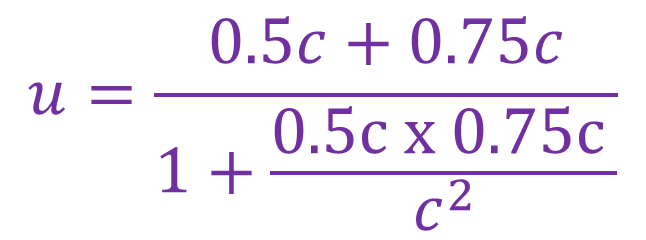 u = (0.5c + 0.75c) / (1 + (0.5c x 0.75c) / c²)